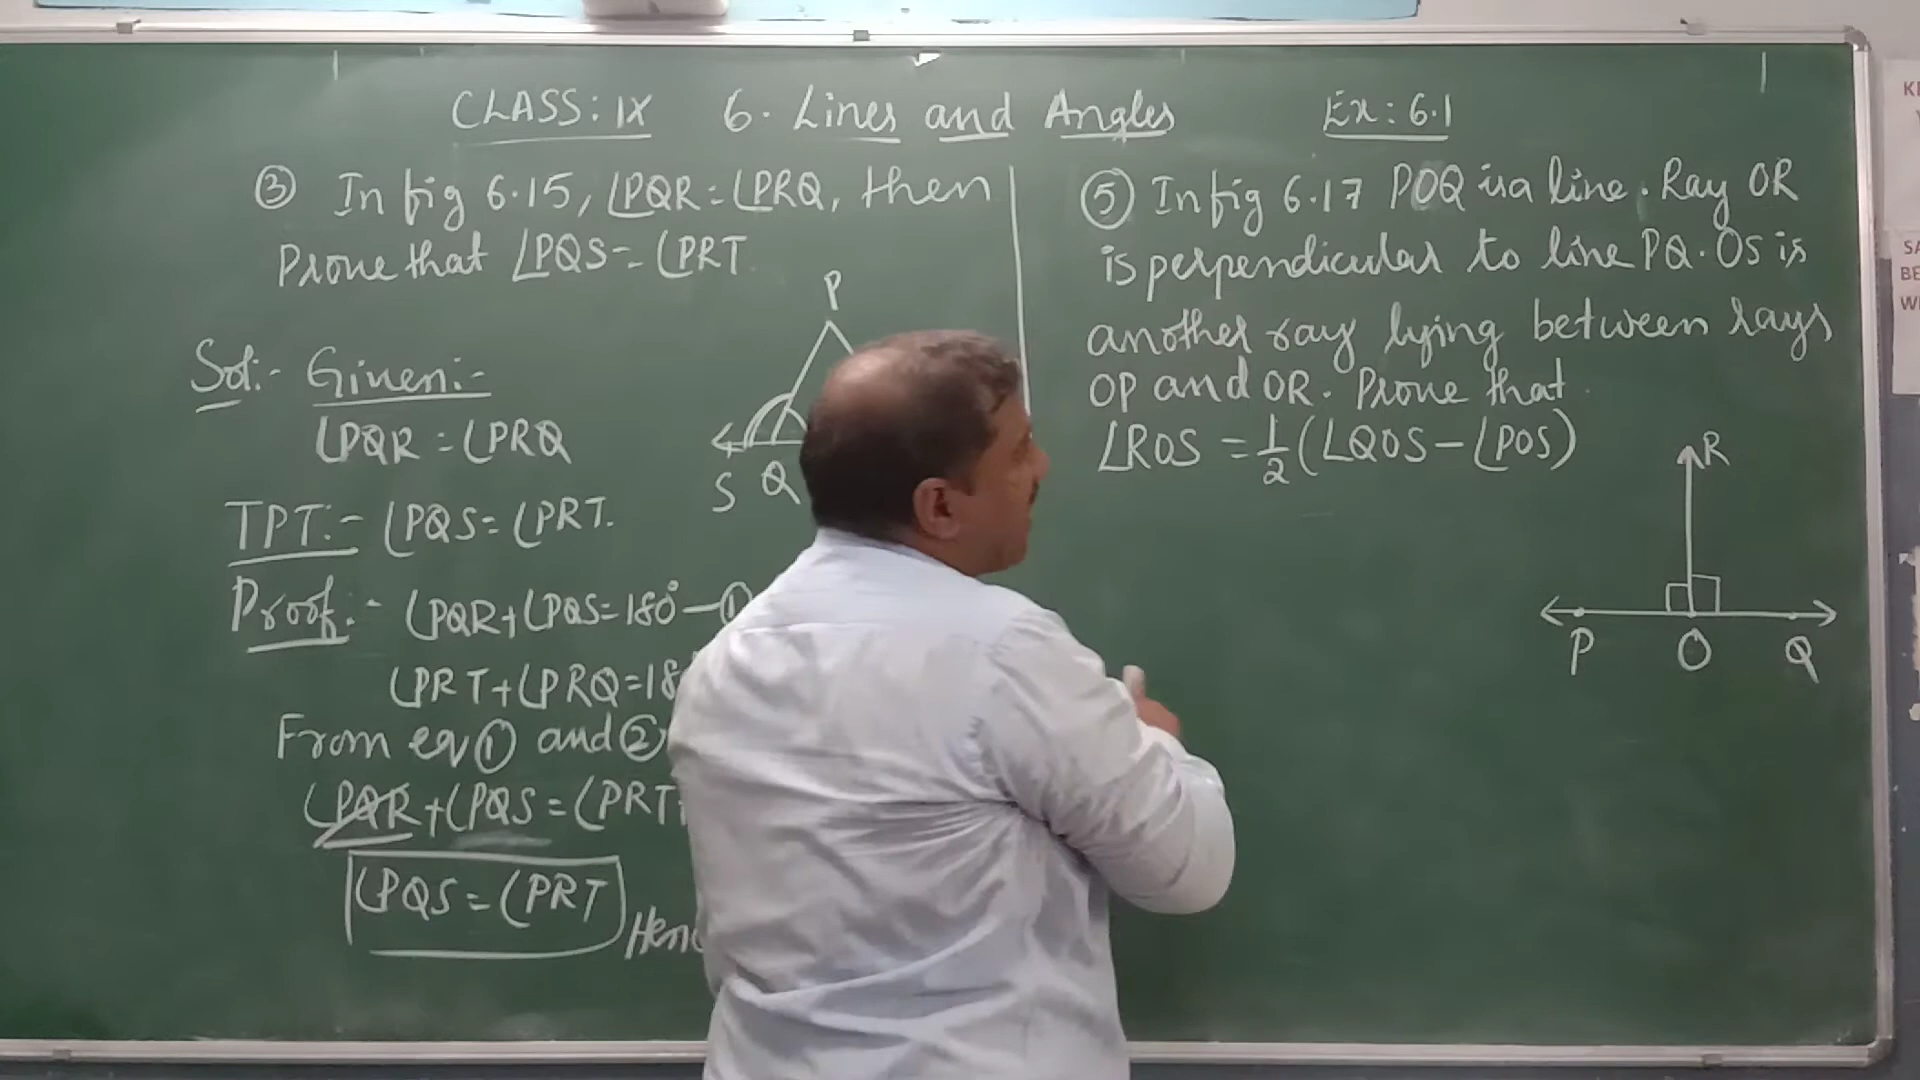 CLASS: IX 6. Lines and Angles Ex: 6.1
③ In fig 6.15, ∠PQR = ∠PRQ, then
Prove that ∠PQS = ∠PRT
P
S Q
Sol:- Given:-
∠PQR = ∠PRQ
TPT:- ∠PQS = ∠PRT.
Proof:- ∠PQR + ∠PQS = 180° — ①
∠PRT + ∠PRQ = 18
From eq ① and ②
∠PQR + ∠PQS = ∠PRT
∠PQS = ∠PRT
⑤ In fig 6.17 POQ is a line. Ray OR
is perpendicular to line PQ. OS is
another ray lying between rays
OP and OR. Prove that
∠ROS = 1/2 (∠QOS – ∠POS)
R
P O Q